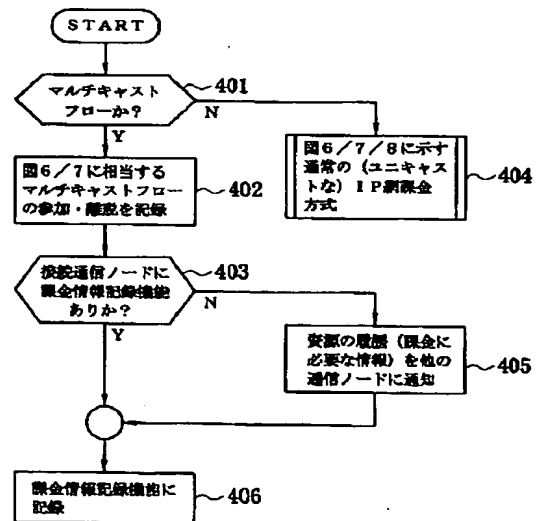 START
マルチキャスト
フローか？
401
N
Y
図6／7に相当する
マルチキャストフロー
の参加・離脱を記録
402
図6／7／8に示す
通常の（ユニキャスト
な）IP網課金
方式
404
接続通信ノードに
課金情報記録機能
ありか？
403
N
Y
資源の履歴（課金に
必要な情報）を他の
通信ノードに通知
405
課金情報記録機能に
記録
406